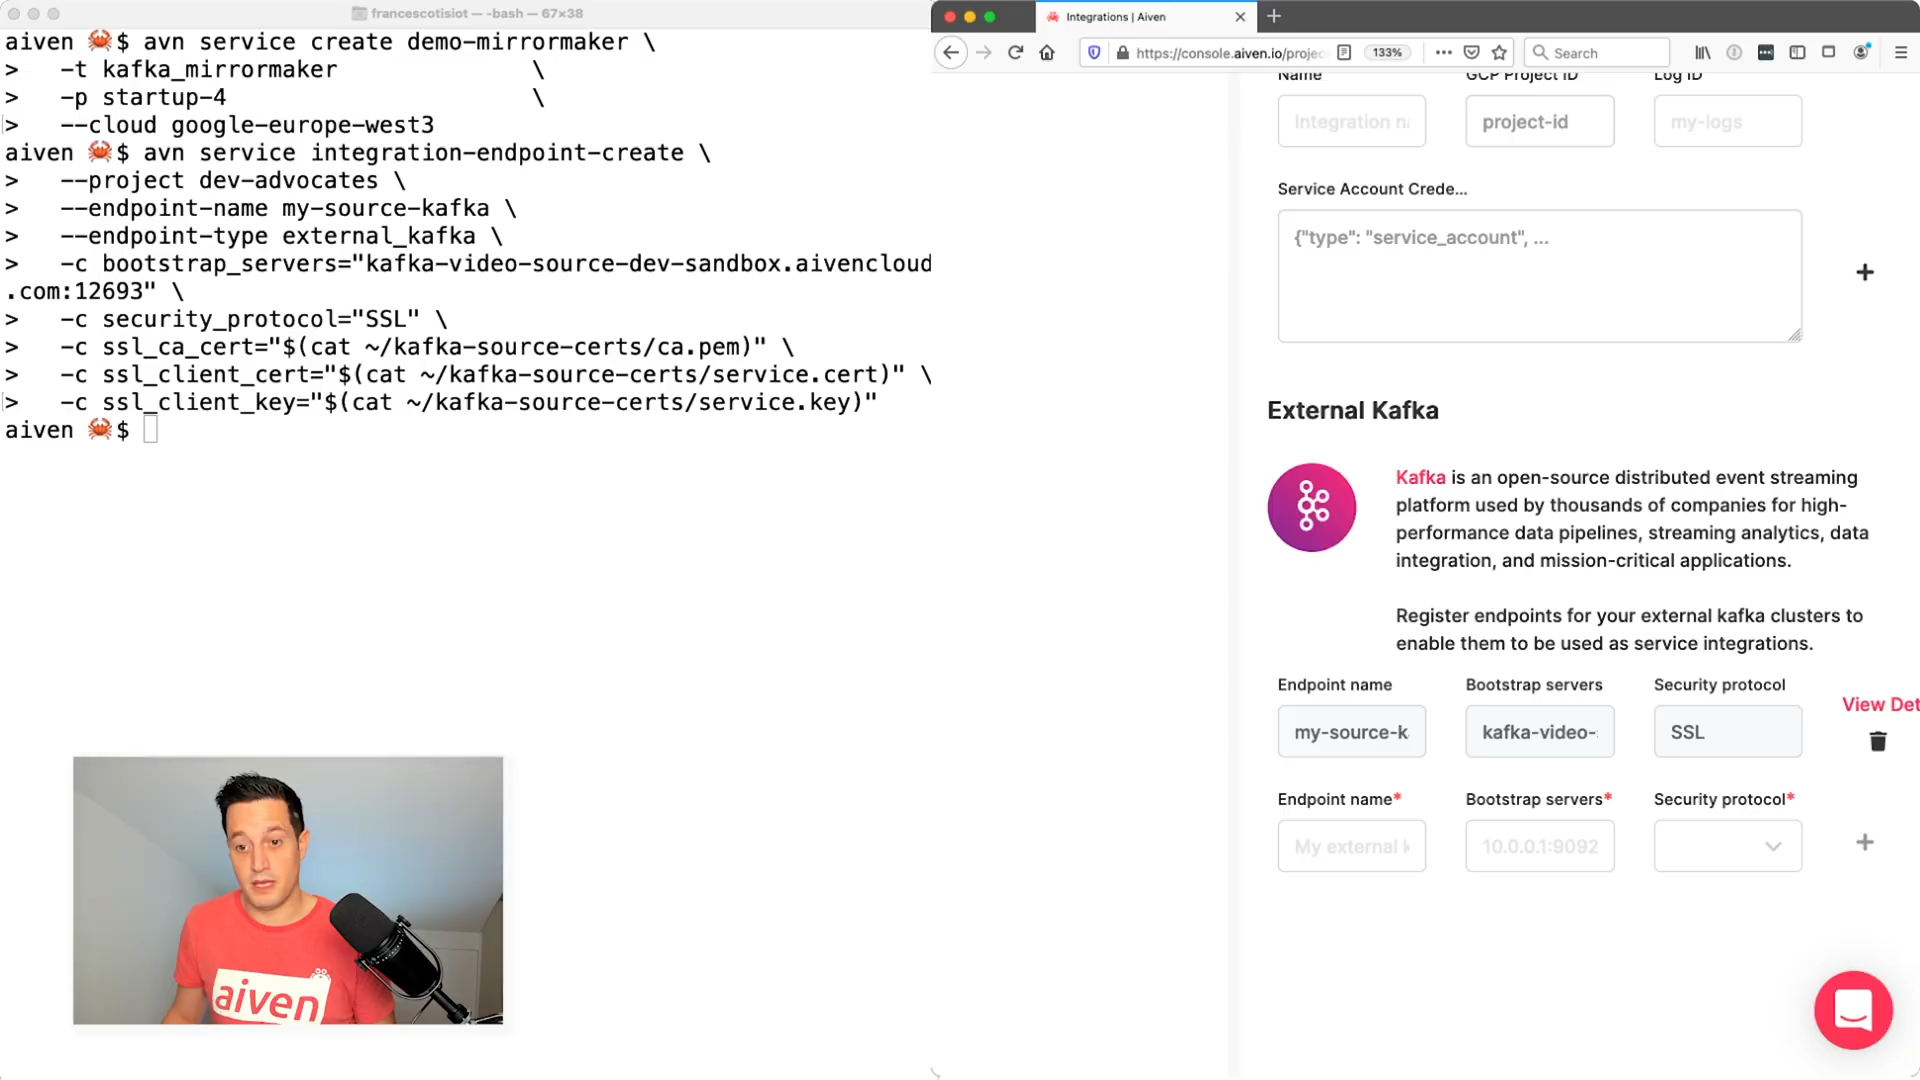 francescotisiot — -bash — 67×38
aiven 🦀$ avn service create demo-mirrormaker \
>   -t kafka_mirrormaker              \
>   -p startup-4                      \
>   --cloud google-europe-west3
aiven 🦀$ avn service integration-endpoint-create \
>   --project dev-advocates \
>   --endpoint-name my-source-kafka \
>   --endpoint-type external_kafka \
>   -c bootstrap_servers="kafka-video-source-dev-sandbox.aivencloud
.com:12693" \
>   -c security_protocol="SSL" \
>   -c ssl_ca_cert="$(cat ~/kafka-source-certs/ca.pem)" \
>   -c ssl_client_cert="$(cat ~/kafka-source-certs/service.cert)" \
>   -c ssl_client_key="$(cat ~/kafka-source-certs/service.key)"
aiven 🦀$
aiven
Integrations | Aiven
https://console.aiven.io/projec
133%
Search
Name GCP Project ID Log ID
Integration n project-id my-logs
Service Account Crede...
{"type": "service_account", ...
External Kafka
Kafka is an open-source distributed event streaming
platform used by thousands of companies for high-
performance data pipelines, streaming analytics, data
integration, and mission-critical applications.
Register endpoints for your external kafka clusters to
enable them to be used as service integrations.
Endpoint name Bootstrap servers Security protocol
View Det
my-source-k kafka-video- SSL
Endpoint name* Bootstrap servers* Security protocol*
My external k 10.0.0.1:9092